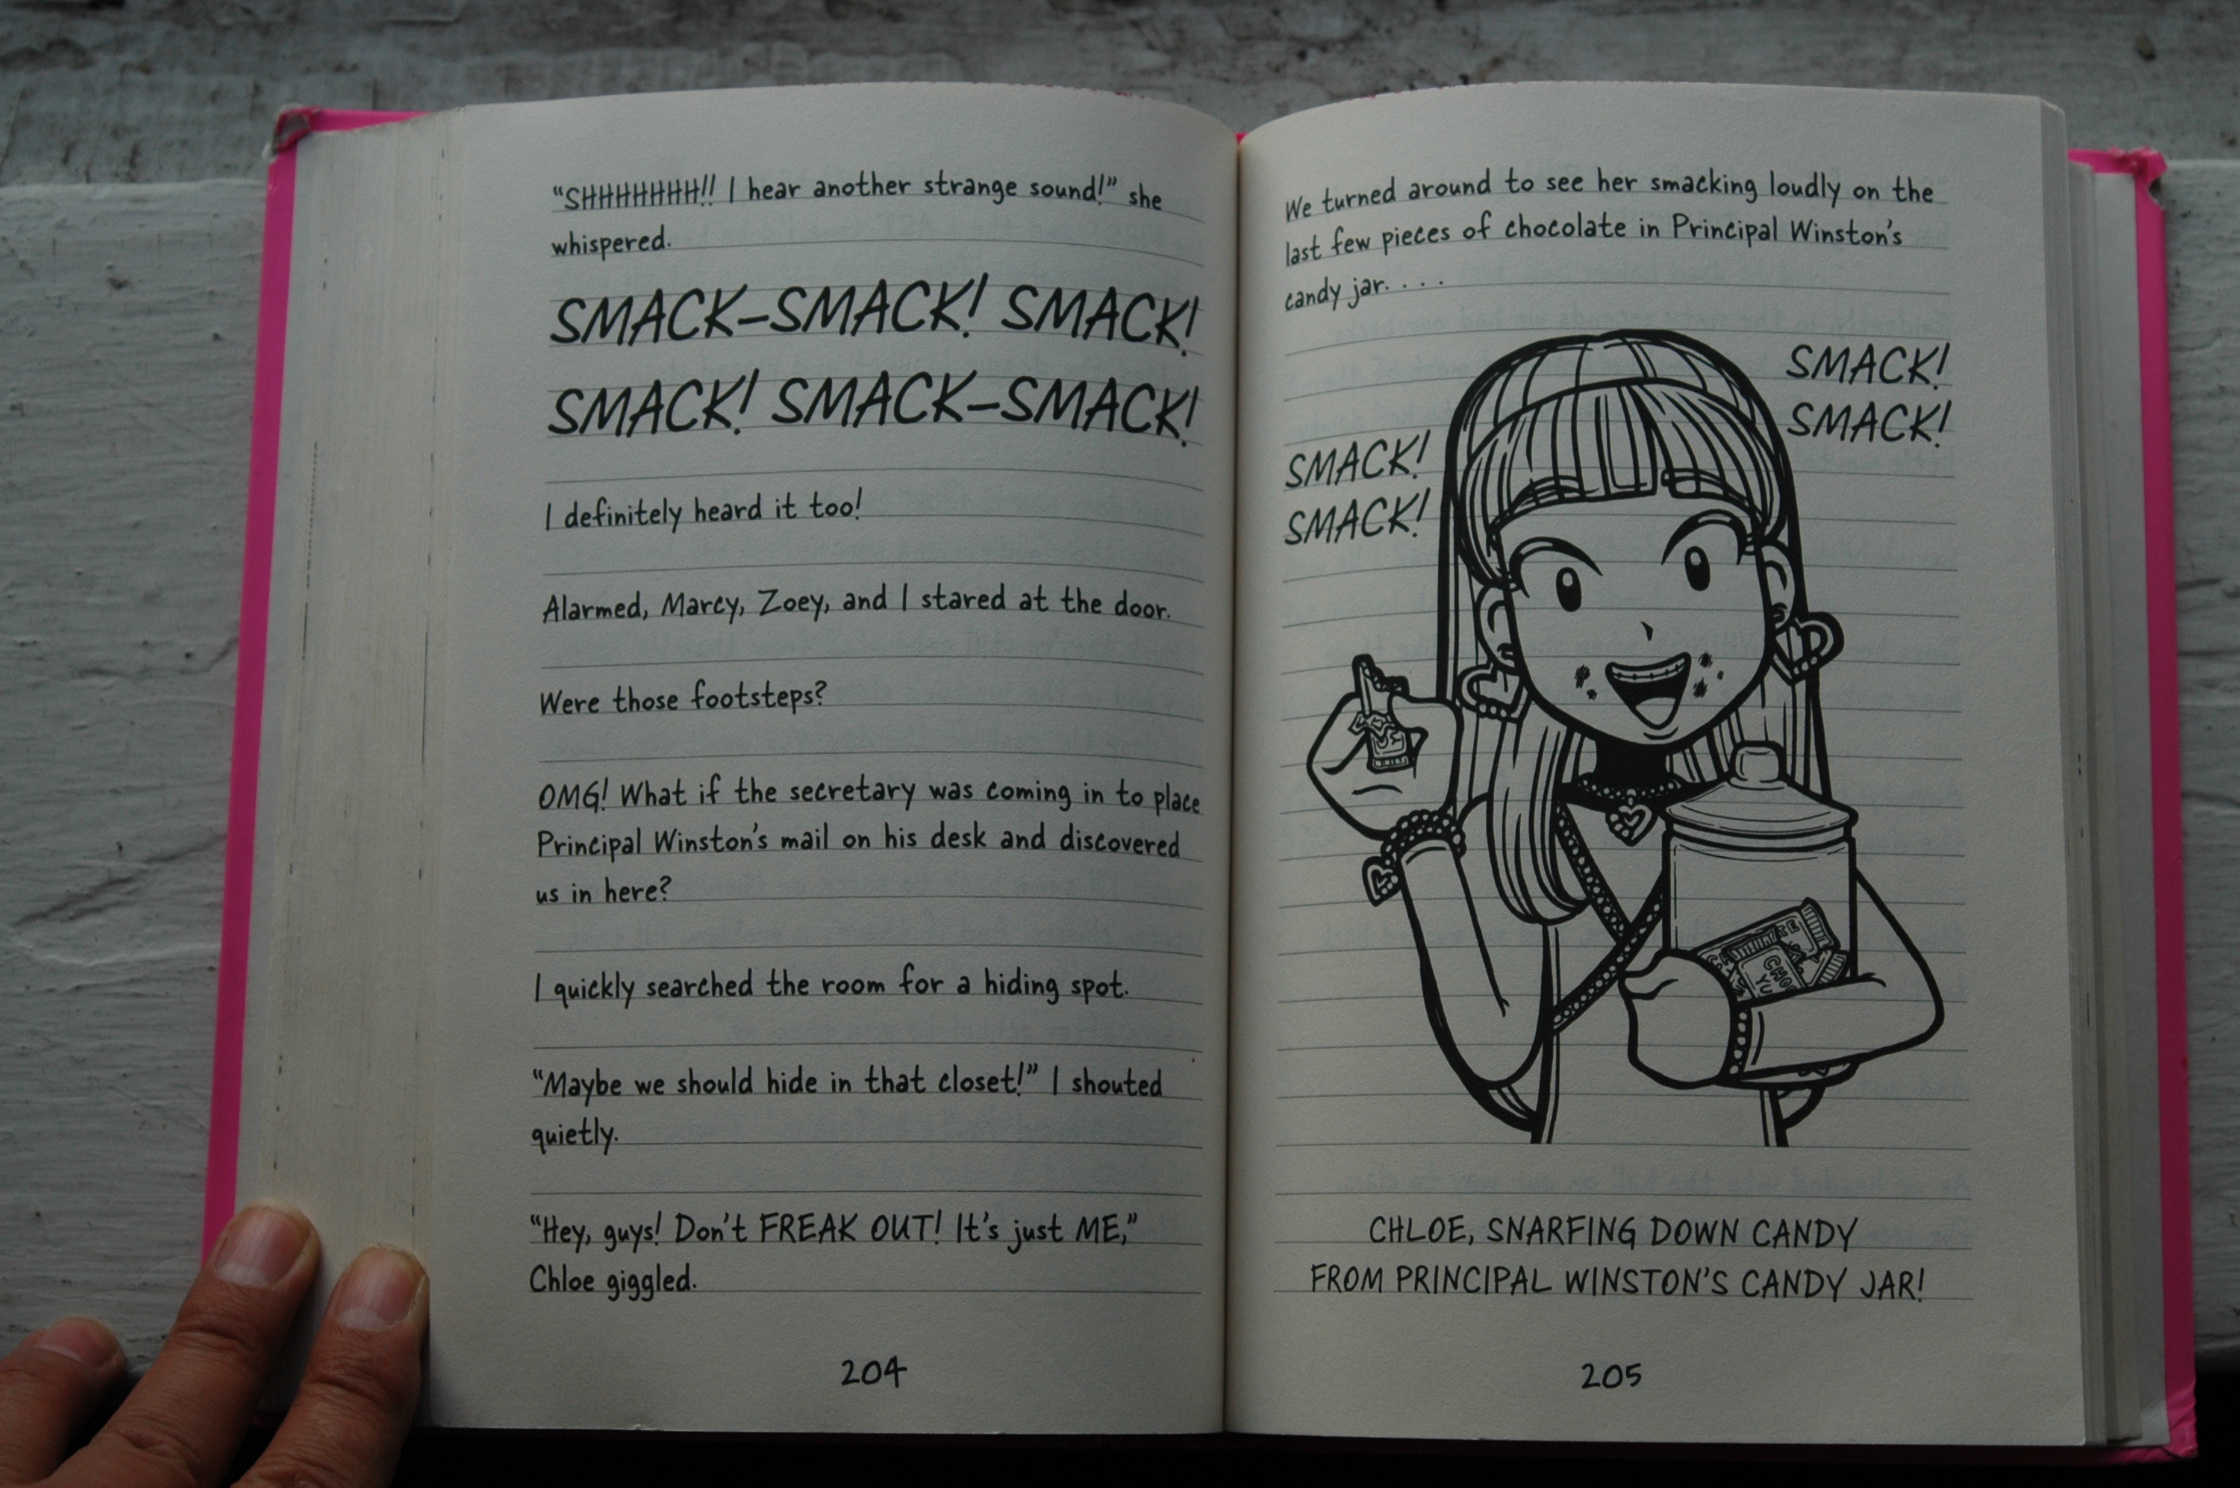 "SHHHHHHH!! I hear another strange sound!" she
whispered.
SMACK–SMACK! SMACK!
SMACK! SMACK–SMACK!
I definitely heard it too!
Alarmed, Marcy, Zoey, and I stared at the door.
Were those footsteps?
OMG! What if the secretary was coming in to place
Principal Winston's mail on his desk and discovered
us in here?
I quickly searched the room for a hiding spot.
"Maybe we should hide in that closet!" I shouted
quietly.
"Hey, guys! Don't FREAK OUT! It's just ME,"
Chloe giggled.
204
We turned around to see her smacking loudly on the
last few pieces of chocolate in Principal Winston's
candy jar. . . .
SMACK!
SMACK!
SMACK!
SMACK!
CHLOE, SNARFING DOWN CANDY
FROM PRINCIPAL WINSTON'S CANDY JAR!
205